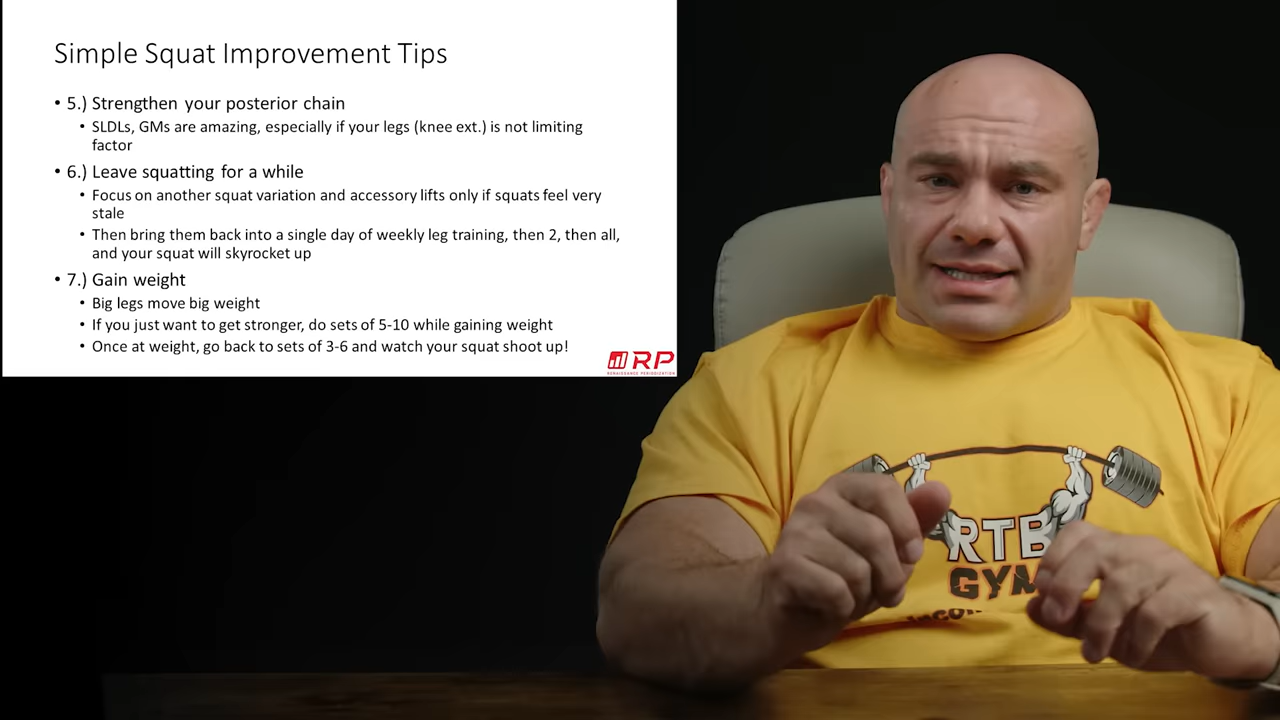 Simple Squat Improvement Tips
• 5.) Strengthen your posterior chain
• SLDLs, GMs are amazing, especially if your legs (knee ext.) is not limiting
factor
• 6.) Leave squatting for a while
• Focus on another squat variation and accessory lifts only if squats feel very
stale
• Then bring them back into a single day of weekly leg training, then 2, then all,
and your squat will skyrocket up
• 7.) Gain weight
• Big legs move big weight
• If you just want to get stronger, do sets of 5-10 while gaining weight
• Once at weight, go back to sets of 3-6 and watch your squat shoot up!
RP
RENAISSANCE PERIODIZATION
RTB
GYM